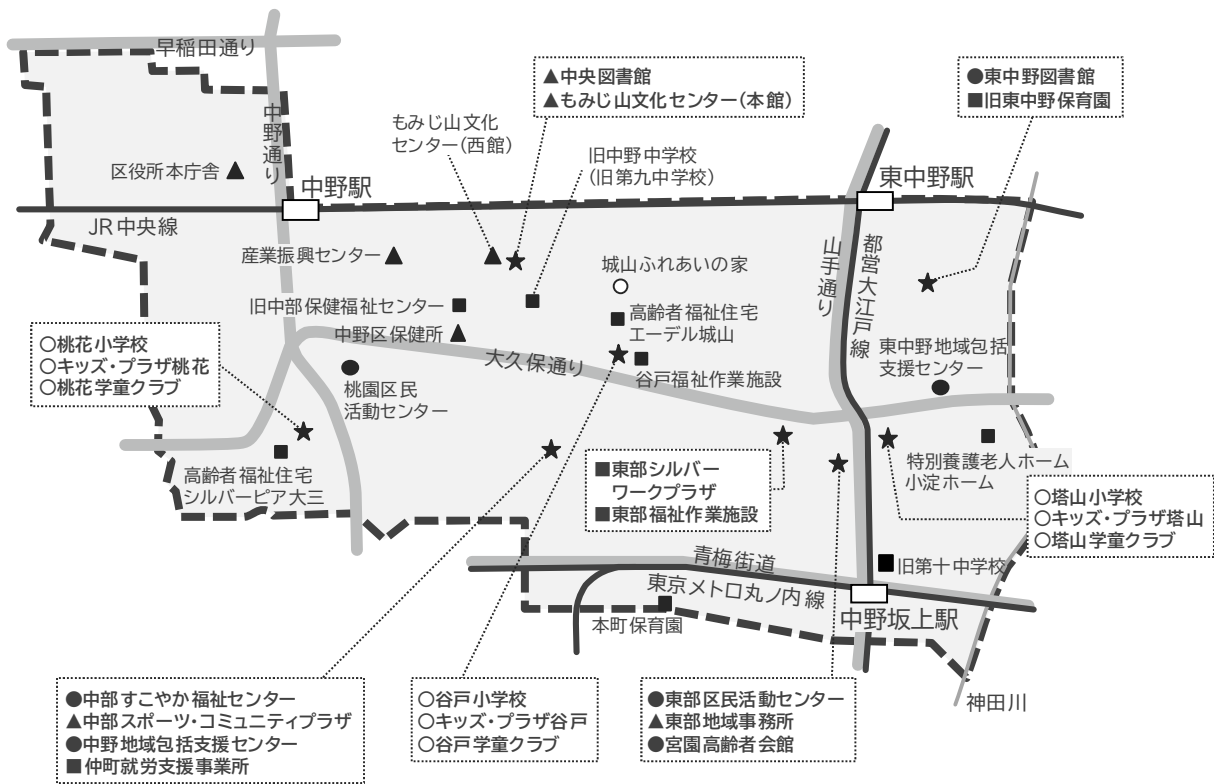 早稲田通り
中野通り
▲中央図書館
▲もみじ山文化センター(本館)
●東中野図書館
■旧東中野保育園
もみじ山文化
センター(西館)
旧中野中学校
(旧第九中学校)
区役所本庁舎
中野駅
東中野駅
JR中央線
産業振興センター
城山ふれあいの家
山手通り
都営大江戸線
旧中部保健福祉センター
高齢者福祉住宅
エーデル城山
中野区保健所
大久保通り
谷戸福祉作業施設
東中野地域包括
支援センター
○桃花小学校
○キッズ・プラザ桃花
○桃花学童クラブ
桃園区民
活動センター
高齢者福祉住宅
シルバーピア大三
■東部シルバー
ワークプラザ
■東部福祉作業施設
特別養護老人ホーム
小淀ホーム
○塔山小学校
○キッズ・プラザ塔山
○塔山学童クラブ
青梅街道
旧第十中学校
東京メトロ丸ノ内線
本町保育園
中野坂上駅
神田川
●中部すこやか福祉センター
▲中部スポーツ・コミュニティプラザ
●中野地域包括支援センター
■仲町就労支援事業所
○谷戸小学校
○キッズ・プラザ谷戸
○谷戸学童クラブ
●東部区民活動センター
▲東部地域事務所
●宮園高齢者会館